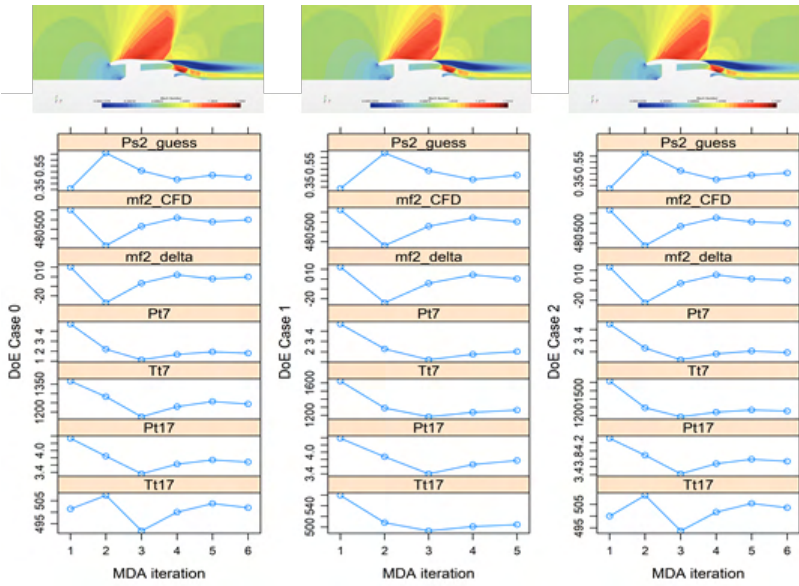 DoE Case 0
Ps2_guess
0.35 0.55
mf2_CFD
480 500
mf2_delta
-20 0 10
Pt7
1 2 3 4
Tt7
1200 1350
Pt17
3.4 4.0
Tt17
495 505
1 2 3 4 5 6
MDA iteration
DoE Case 1
Ps2_guess
0.35 0.55
mf2_CFD
480 500
mf2_delta
-20 0 10
Pt7
2 3 4
Tt7
1200 1600
Pt17
3.4 4.0
Tt17
500 540
1 2 3 4 5
MDA iteration
DoE Case 2
Ps2_guess
0.35 0.55
mf2_CFD
480 500
mf2_delta
-20 0 10
Pt7
2 3 4
Tt7
1200 1500
Pt17
3.4 3.8 4.2
Tt17
495 505
1 2 3 4 5 6
MDA iteration